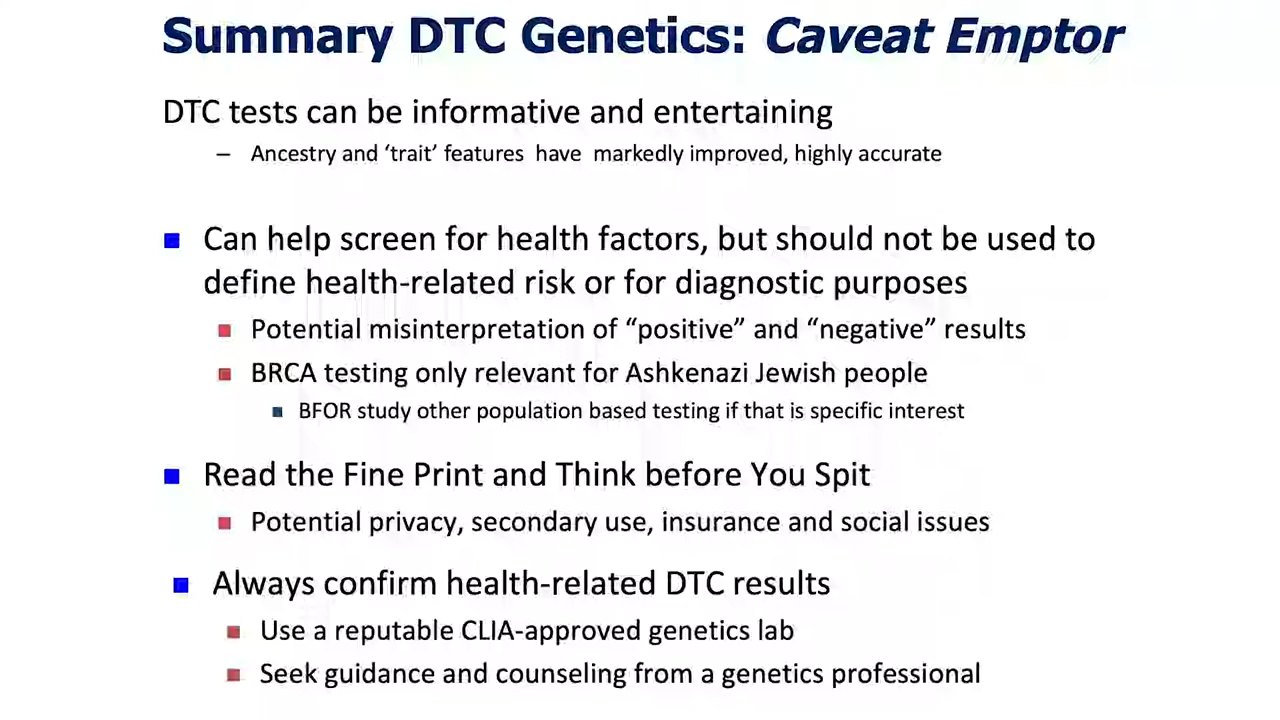 Summary DTC Genetics: Caveat Emptor
DTC tests can be informative and entertaining
– Ancestry and ‘trait’ features have markedly improved, highly accurate
Can help screen for health factors, but should not be used to
define health-related risk or for diagnostic purposes
Potential misinterpretation of “positive” and “negative” results
BRCA testing only relevant for Ashkenazi Jewish people
BFOR study other population based testing if that is specific interest
Read the Fine Print and Think before You Spit
Potential privacy, secondary use, insurance and social issues
Always confirm health-related DTC results
Use a reputable CLIA-approved genetics lab
Seek guidance and counseling from a genetics professional